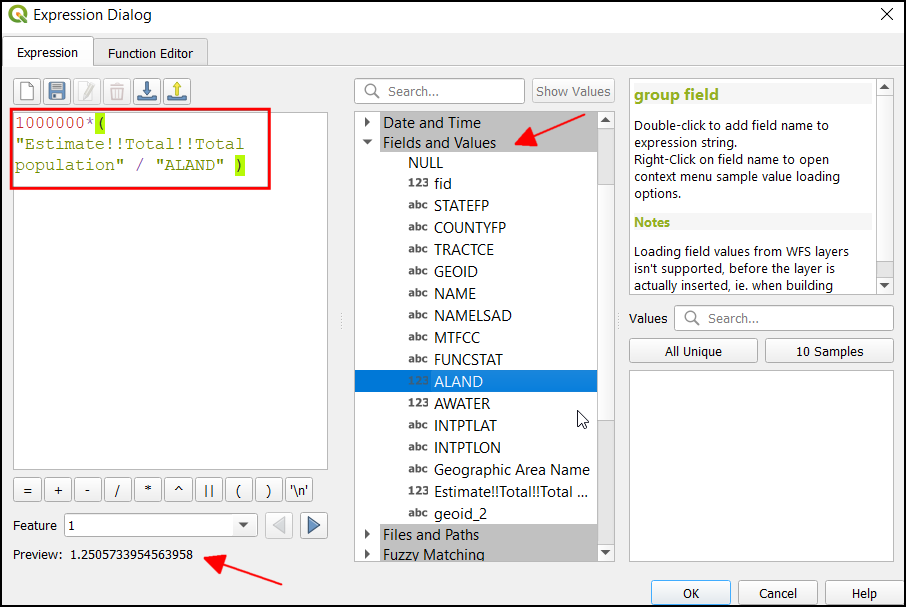 Expression Dialog
Expression
Function Editor
1000000*(
"Estimate!!Total!!Total
population" / "ALAND" )
= + - / * ^ || ( ) '\n'
Feature 1
Preview: 1.2505733954563958
Search...
Show Values
Date and Time
Fields and Values
NULL
123 fid
abc STATEFP
abc COUNTYFP
abc TRACTCE
abc GEOID
abc NAME
abc NAMELSAD
abc MTFCC
abc FUNCSTAT
123 ALAND
123 AWATER
abc INTPTLAT
abc INTPTLON
abc Geographic Area Name
123 Estimate!!Total!!Total ...
abc geoid_2
Files and Paths
Fuzzy Matching
group field
Double-click to add field name to
expression string.
Right-Click on field name to open
context menu sample value loading
options.
Notes
Loading field values from WFS layers
isn't supported, before the layer is
actually inserted, ie. when building
Values Search...
All Unique
10 Samples
OK
Cancel
Help